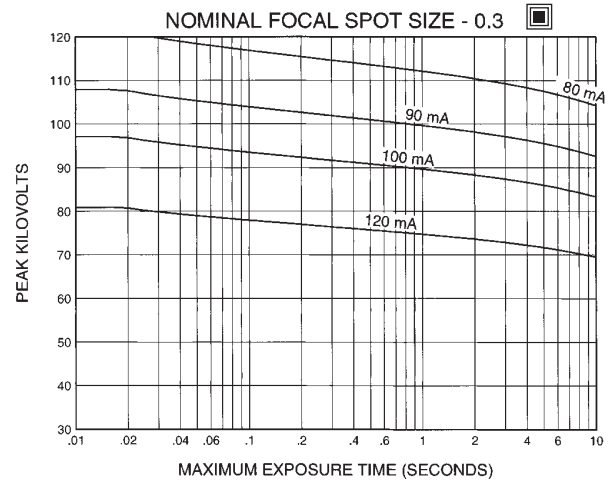 NOMINAL FOCAL SPOT SIZE - 0.3
120
110
100
90
80
70
60
50
40
30
80 mA
90 mA
100 mA
120 mA
PEAK KILOVOLTS
.01 .02 .04 .06 .1 .2 .4 .6 1 2 4 6 10
MAXIMUM EXPOSURE TIME (SECONDS)